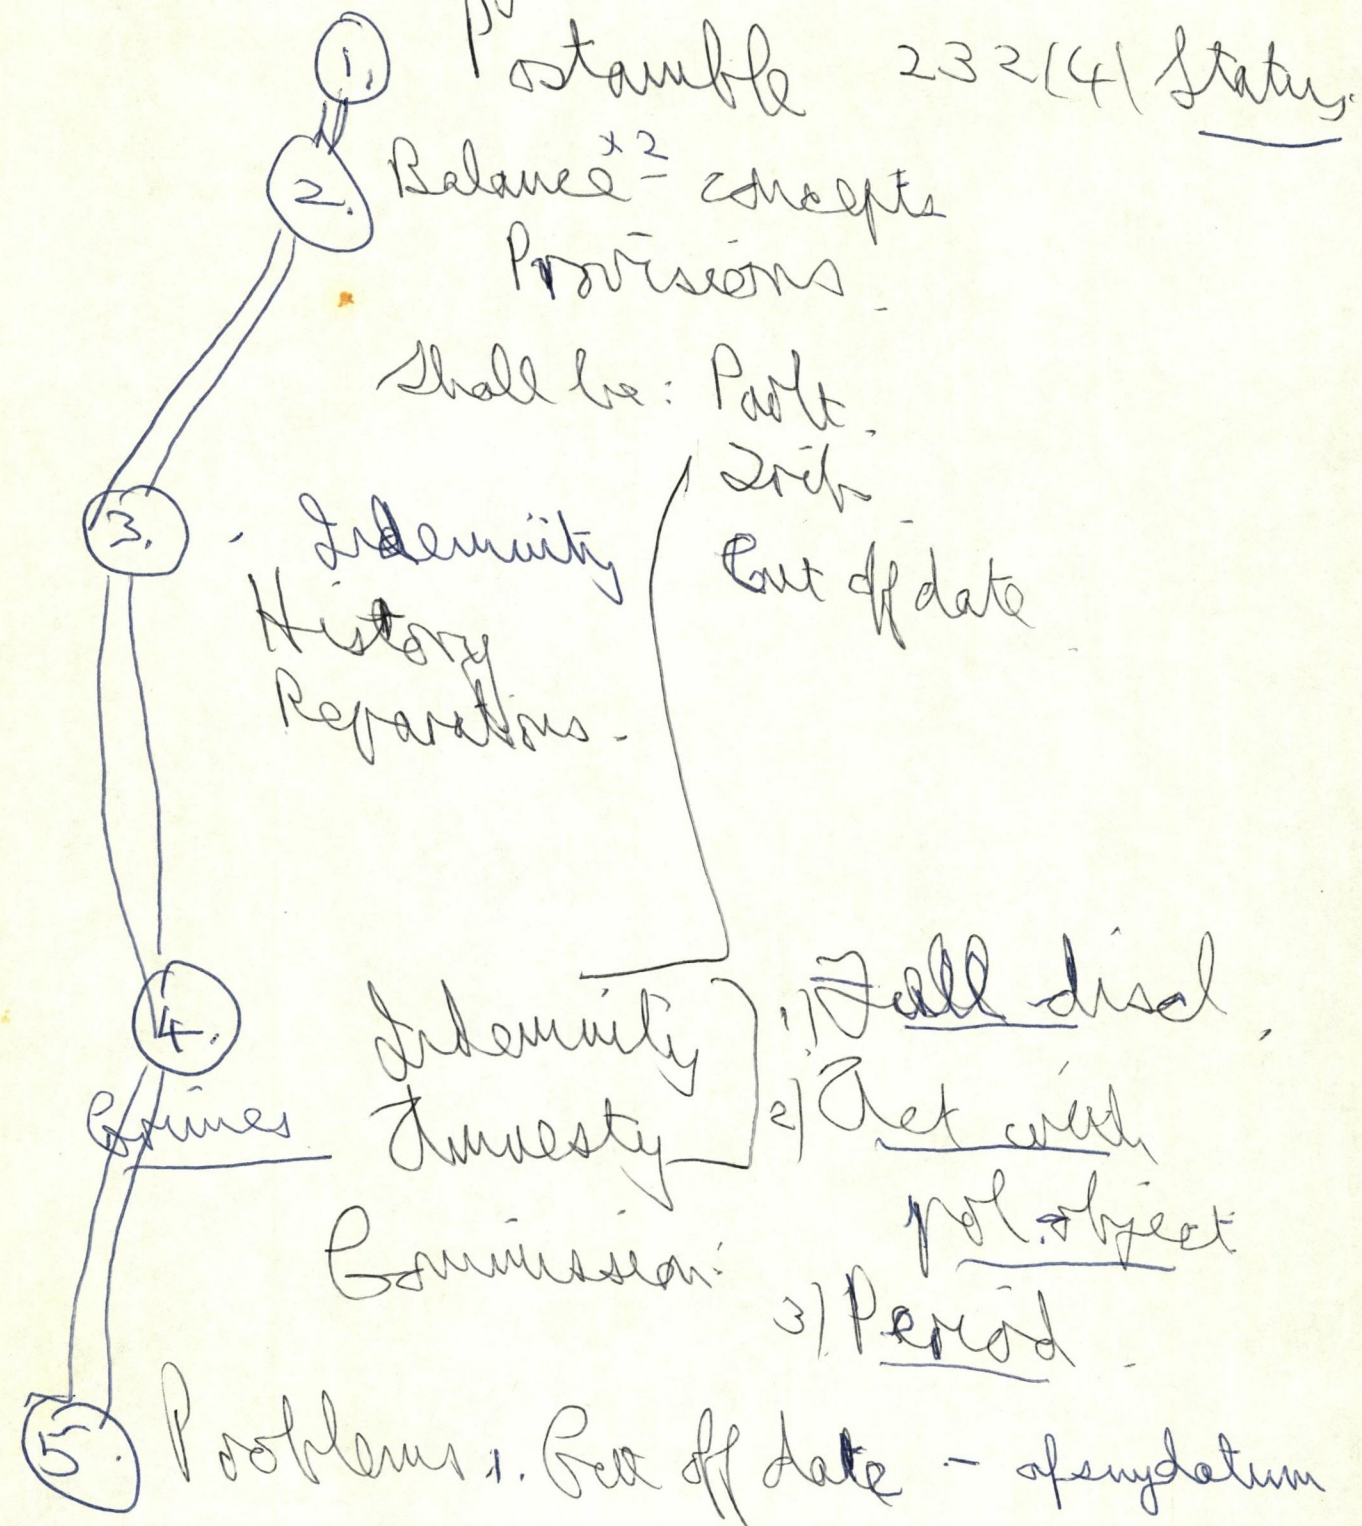 1. Postamble 232(4) Status
2. Balance x2 - concepts
Provisions
Shall be: Parlt.
Trib.
Cut off date
3. Indemnity
History
Reparations.
4. Indemnity 1) Full discl
Crimes Amnesty 2) Act with
pol. object
Commission:
3) Period
5. Problems 1. Cut off date - afsnydatum